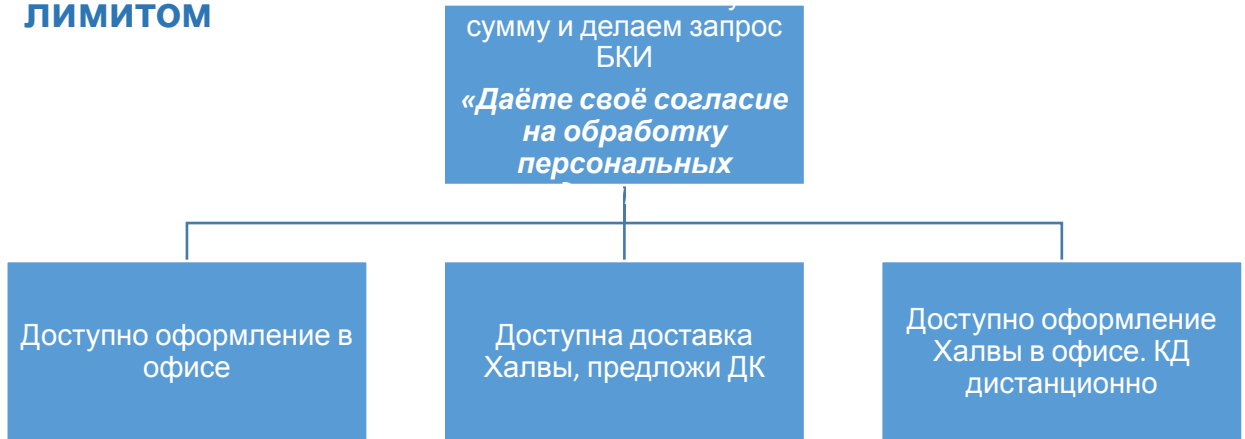 лимитом
сумму и делаем запрос
БКИ
«Даёте своё согласие
на обработку
персональных
Доступно оформление в
офисе
Доступна доставка
Халвы, предложи ДК
Доступно оформление
Халвы в офисе. КД
дистанционно